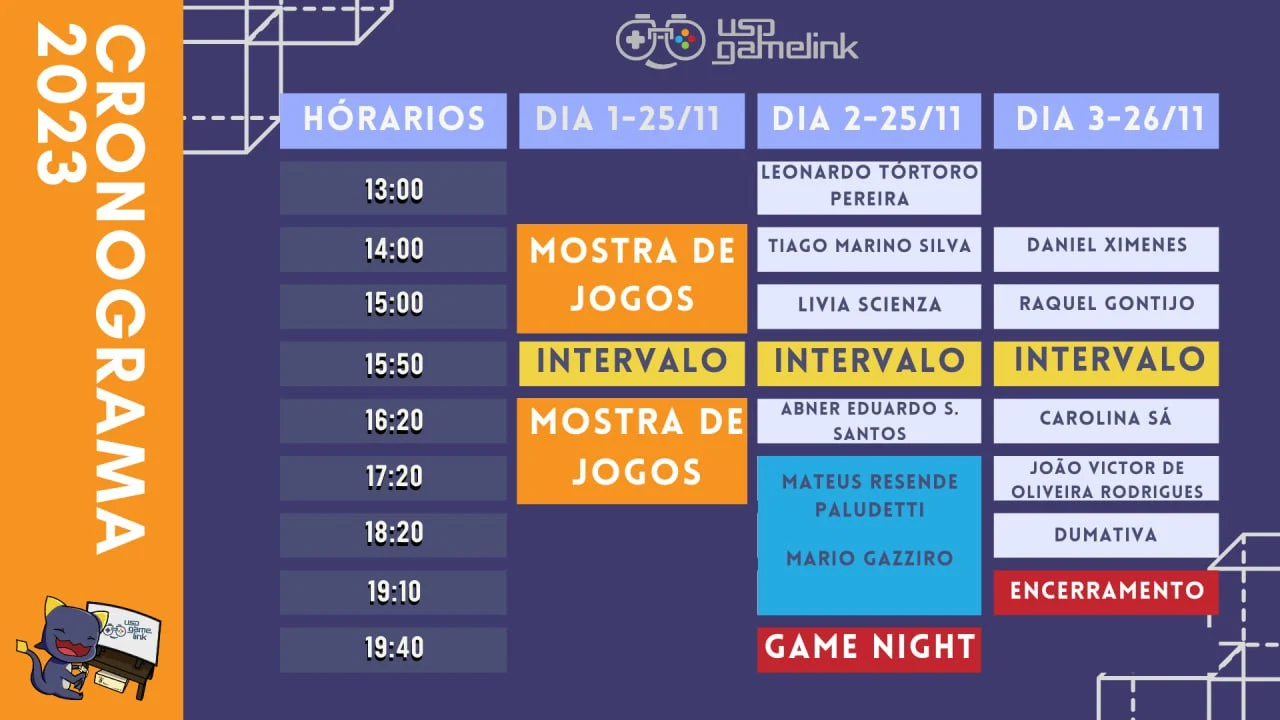 CRONOGRAMA
2023
usp
gamelink
HÓRARIOS
DIA 1-25/11
DIA 2-25/11
DIA 3-26/11
13:00
LEONARDO TÓRTORO
PEREIRA
14:00
MOSTRA DE
JOGOS
TIAGO MARINO SILVA
DANIEL XIMENES
15:00
LIVIA SCIENZA
RAQUEL GONTIJO
15:50
INTERVALO
INTERVALO
INTERVALO
16:20
MOSTRA DE
JOGOS
ABNER EDUARDO S.
SANTOS
CAROLINA SÁ
17:20
MATEUS RESENDE
PALUDETTI
MARIO GAZZIRO
JOÃO VICTOR DE
OLIVEIRA RODRIGUES
18:20
DUMATIVA
19:10
ENCERRAMENTO
19:40
GAME NIGHT
usp
game
link